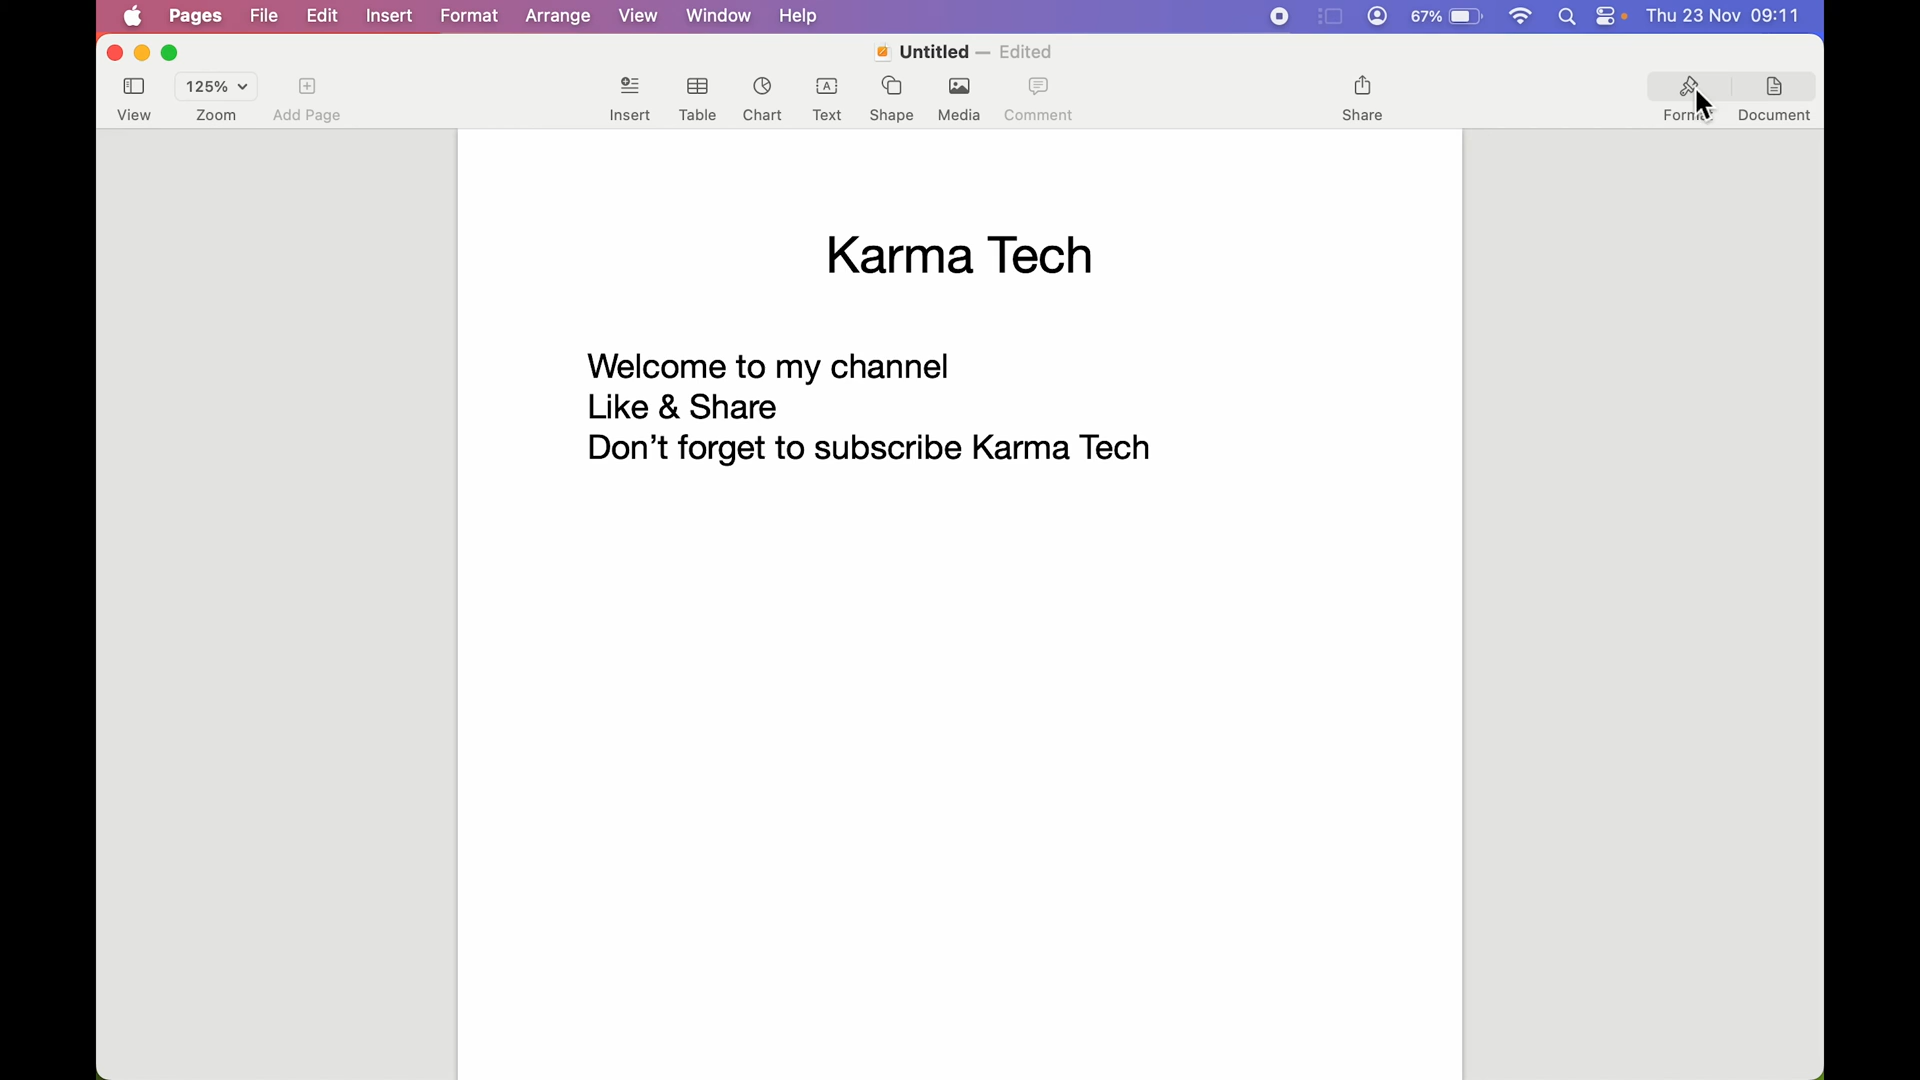 Pages File Edit Insert Format Arrange View Window Help 67% Thu 23 Nov 09:11
Untitled — Edited
125%
View Zoom Add Page Insert Table Chart Text Shape Media Comment Share Document
Karma Tech
Welcome to my channel
Like & Share
Don't forget to subscribe Karma Tech